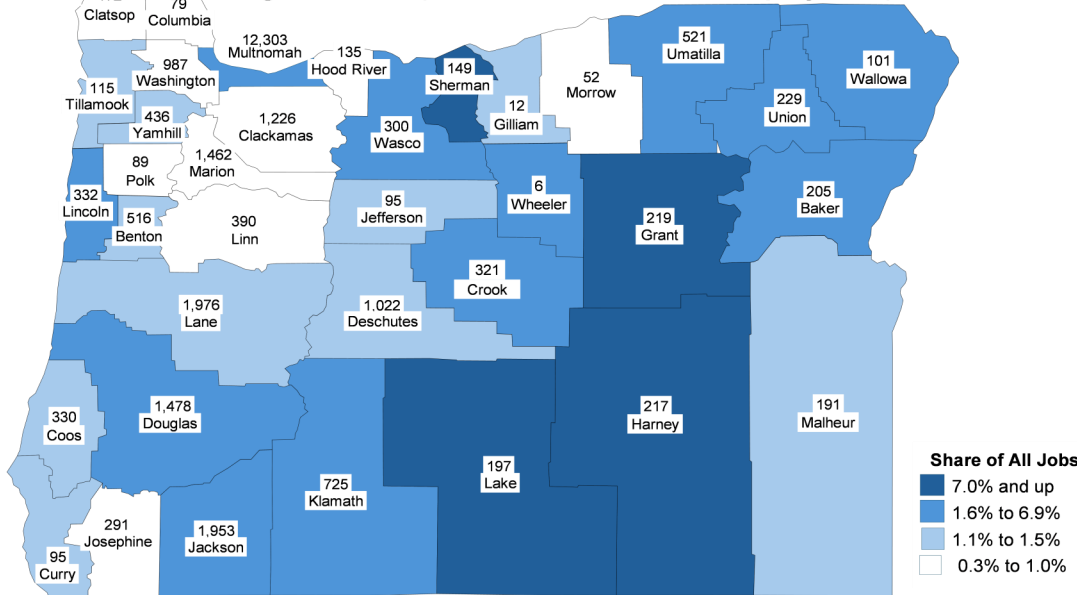 Clatsop
79
Columbia
12,303
Multnomah
135
Hood River
987
Washington
149
Sherman
521
Umatilla
101
Wallowa
52
Morrow
115
Tillamook
12
Gilliam
229
Union
436
Yamhill
1,226
Clackamas
300
Wasco
1,462
Marion
89
Polk
332
Lincoln
6
Wheeler
205
Baker
95
Jefferson
516
Benton
390
Linn
219
Grant
321
Crook
1,976
Lane
1,022
Deschutes
330
Coos
1,478
Douglas
217
Harney
191
Malheur
197
Lake
725
Klamath
291
Josephine
1,953
Jackson
95
Curry
Share of All Jobs
7.0% and up
1.6% to 6.9%
1.1% to 1.5%
0.3% to 1.0%